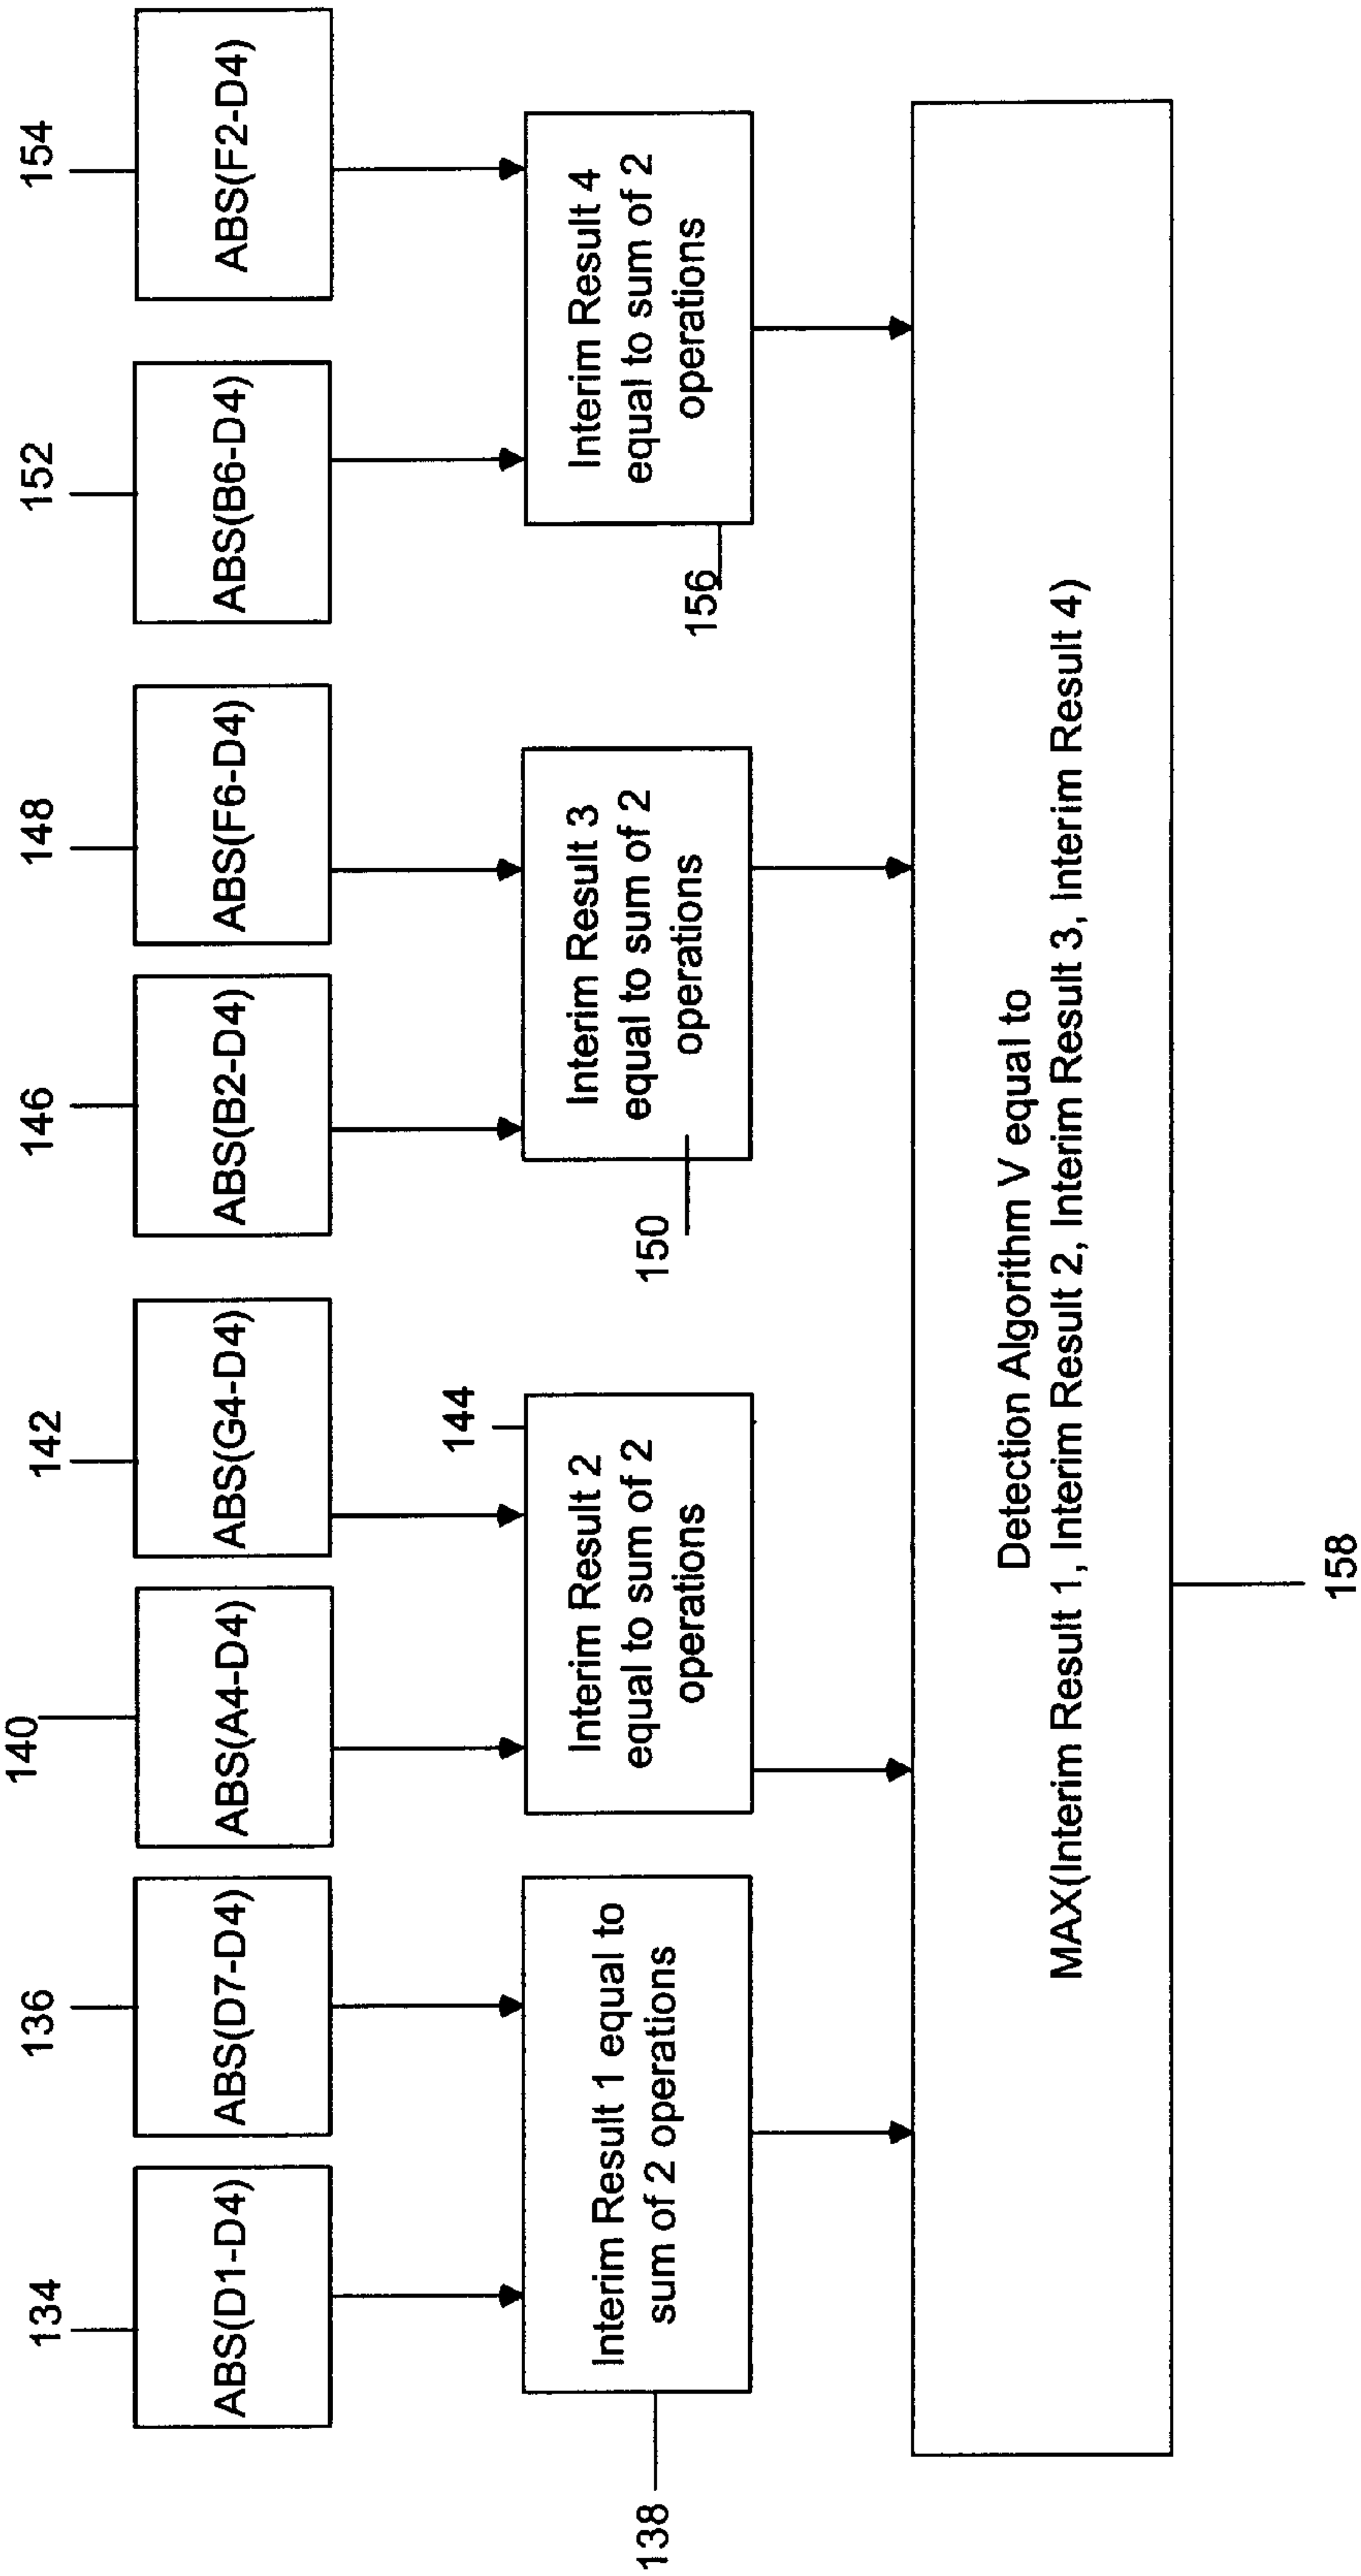 134
136
140
142
146
148
152
154
ABS(D1-D4)
ABS(D7-D4)
ABS(A4-D4)
ABS(G4-D4)
ABS(B2-D4)
ABS(F6-D4)
ABS(B6-D4)
ABS(F2-D4)
138
Interim Result 1 equal to
sum of 2 operations
144
Interim Result 2
equal to sum of 2
operations
150
Interim Result 3
equal to sum of 2
operations
156
Interim Result 4
equal to sum of 2
operations
Detection Algorithm V equal to
MAX(Interim Result 1, Interim Result 2, Interim Result 3, Interim Result 4)
158